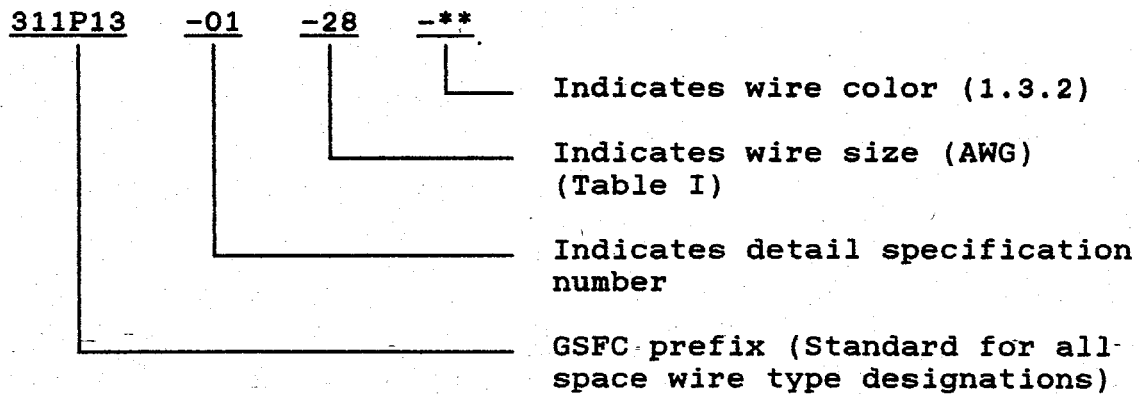 311P13 -01 -28 -**
Indicates wire color (1.3.2)
Indicates wire size (AWG)
(Table I)
Indicates detail specification
number
GSFC prefix (Standard for all
space wire type designations)